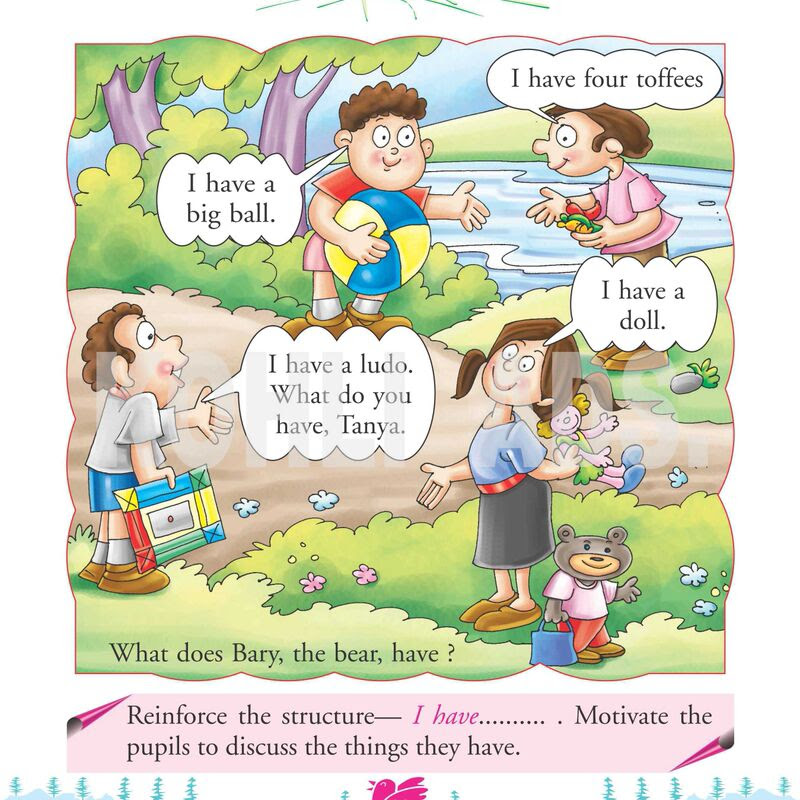 I have four toffees
I have a
big ball.
I have a
doll.
I have a ludo.
What do you
have, Tanya.
What does Bary, the bear, have ?
Reinforce the structure— I have.......... . Motivate the
pupils to discuss the things they have.